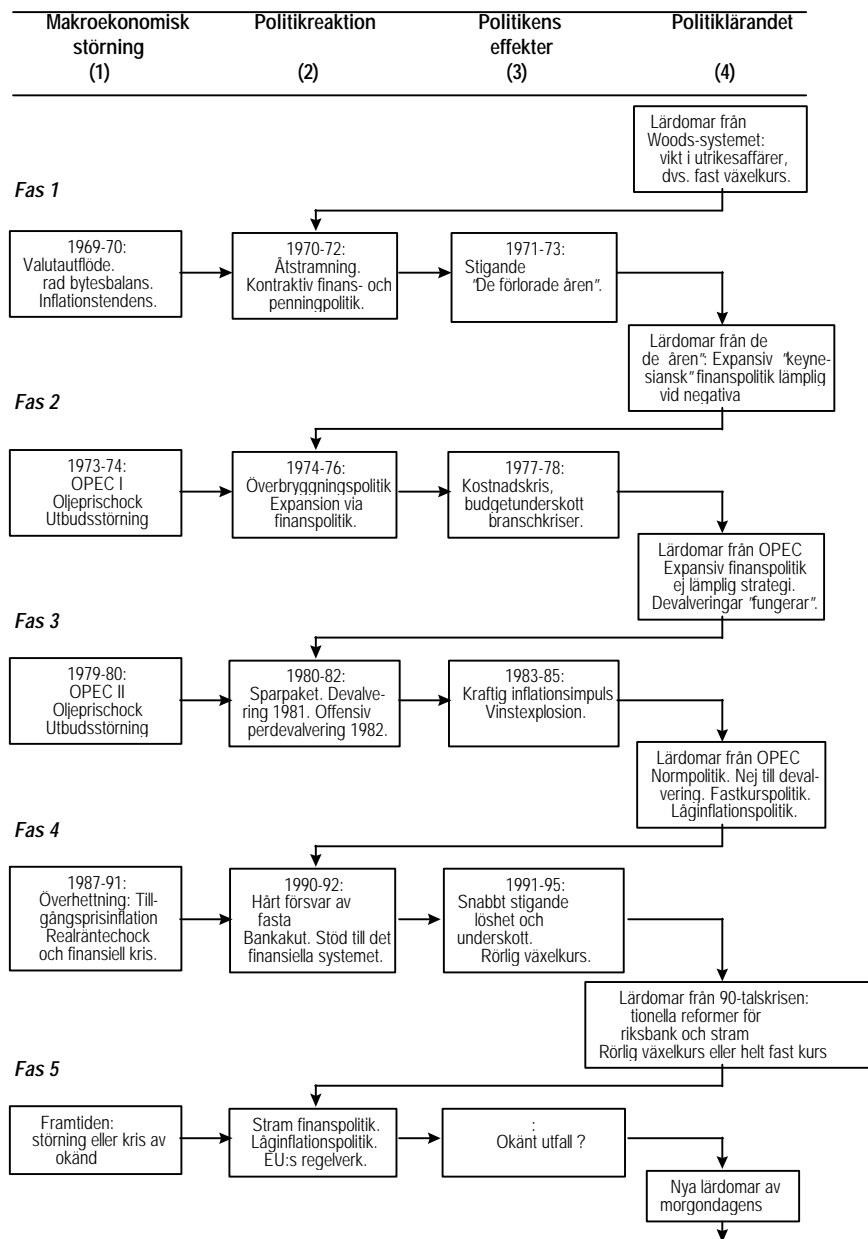 Makroekonomisk
störning
(1)
Politikreaktion
(2)
Politikens
effekter
(3)
Politiklärandet
(4)
Lärdomar från
Woods-systemet:
vikt i utrikesaffärer,
dvs. fast växelkurs.
Fas 1
1969-70:
Valutautflöde.
rad bytesbalans.
Inflationstendens.
1970-72:
Åtstramning.
Kontraktiv finans- och
penningpolitik.
1971-73:
Stigande
"De förlorade åren".
Lärdomar från de
de åren": Expansiv "keyne-
siansk" finanspolitik lämplig
vid negativa
Fas 2
1973-74:
OPEC I
Oljeprischock
Utbudsstörning
1974-76:
Överbryggningspolitik
Expansion via
finanspolitik.
1977-78:
Kostnadskris,
budgetunderskott
branschkriser.
Lärdomar från OPEC
Expansiv finanspolitik
ej lämplig strategi.
Devalveringar "fungerar".
Fas 3
1979-80:
OPEC II
Oljeprischock
Utbudsstörning
1980-82:
Sparpaket. Devalve-
ring 1981. Offensiv
perdevalvering 1982.
1983-85:
Kraftig inflationsimpuls
Vinstexplosion.
Lärdomar från OPEC
Normpolitik. Nej till deval-
vering. Fastkurspolitik.
Låginflationspolitik.
Fas 4
1987-91:
Överhettning: Till-
gångsprisinflation
Realräntechock
och finansiell kris.
1990-92:
Hårt försvar av
fasta
Bankakut. Stöd till det
finansiella systemet.
1991-95:
Snabbt stigande
löshet och
underskott.
Rörlig växelkurs.
Lärdomar från 90-talskrisen:
tionella reformer för
riksbank och stram
Rörlig växelkurs eller helt fast kurs
Fas 5
Framtiden:
störning eller kris av
okänd
Stram finanspolitik.
Låginflationspolitik.
EU:s regelverk.
:
Okänt utfall ?
Nya lärdomar av
morgondagens